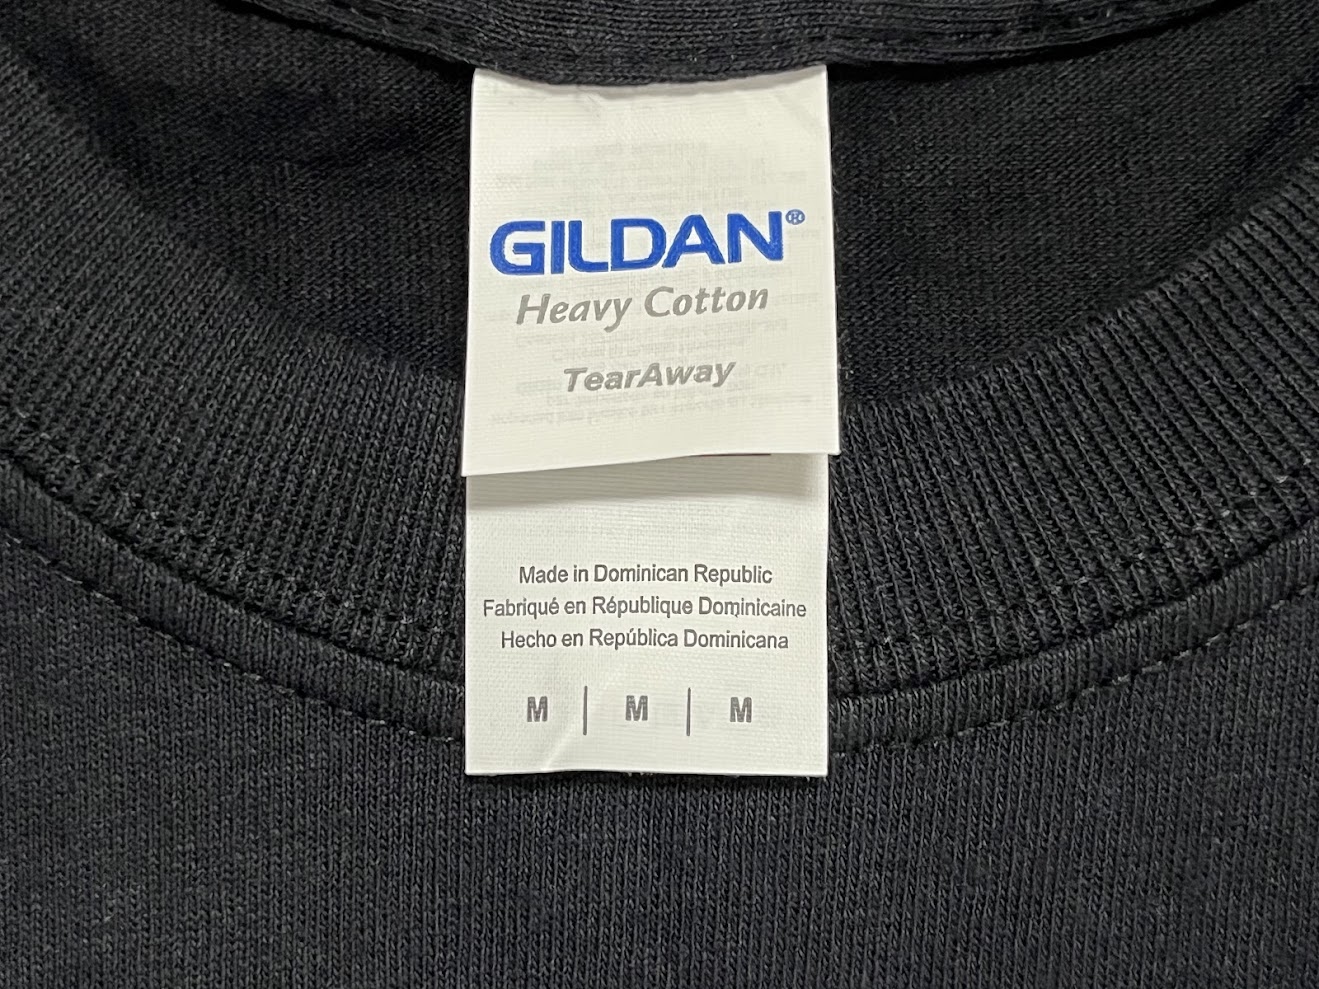 GILDAN®
Heavy Cotton
TearAway
Made in Dominican Republic
Fabriqué en République Dominicaine
Hecho en República Dominicana
M | M | M